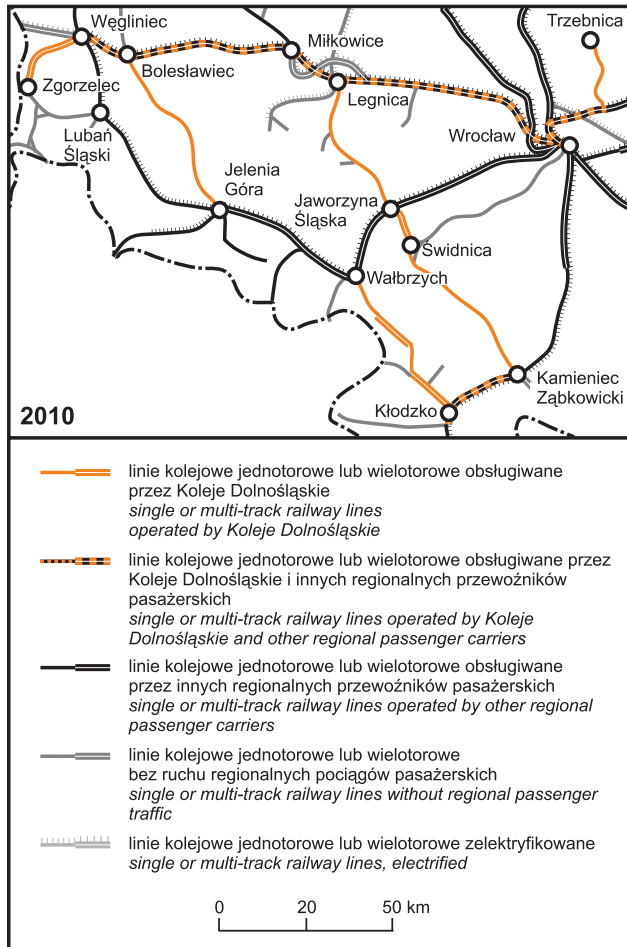 Węgliniec
Trzebnica
Miłkowice
Bolesławiec
Zgorzelec
Legnica
Lubań
Śląski
Wrocław
Jelenia
Góra
Jaworzyna
Śląska
Świdnica
Wałbrzych
Kamieniec
Ząbkowicki
Kłodzko
2010
linie kolejowe jednotorowe lub wielotorowe obsługiwane
przez Koleje Dolnośląskie
single or multi-track railway lines
operated by Koleje Dolnośląskie
linie kolejowe jednotorowe lub wielotorowe obsługiwane przez
Koleje Dolnośląskie i innych regionalnych przewoźników
pasażerskich
single or multi-track railway lines operated by Koleje
Dolnośląskie and other regional passenger carriers
linie kolejowe jednotorowe lub wielotorowe obsługiwane
przez innych regionalnych przewoźników pasażerskich
single or multi-track railway lines operated by other regional
passenger carriers
linie kolejowe jednotorowe lub wielotorowe
bez ruchu regionalnych pociągów pasażerskich
single or multi-track railway lines without regional passenger
traffic
linie kolejowe jednotorowe lub wielotorowe zelektryfikowane
single or multi-track railway lines, electrified
0 20 50 km